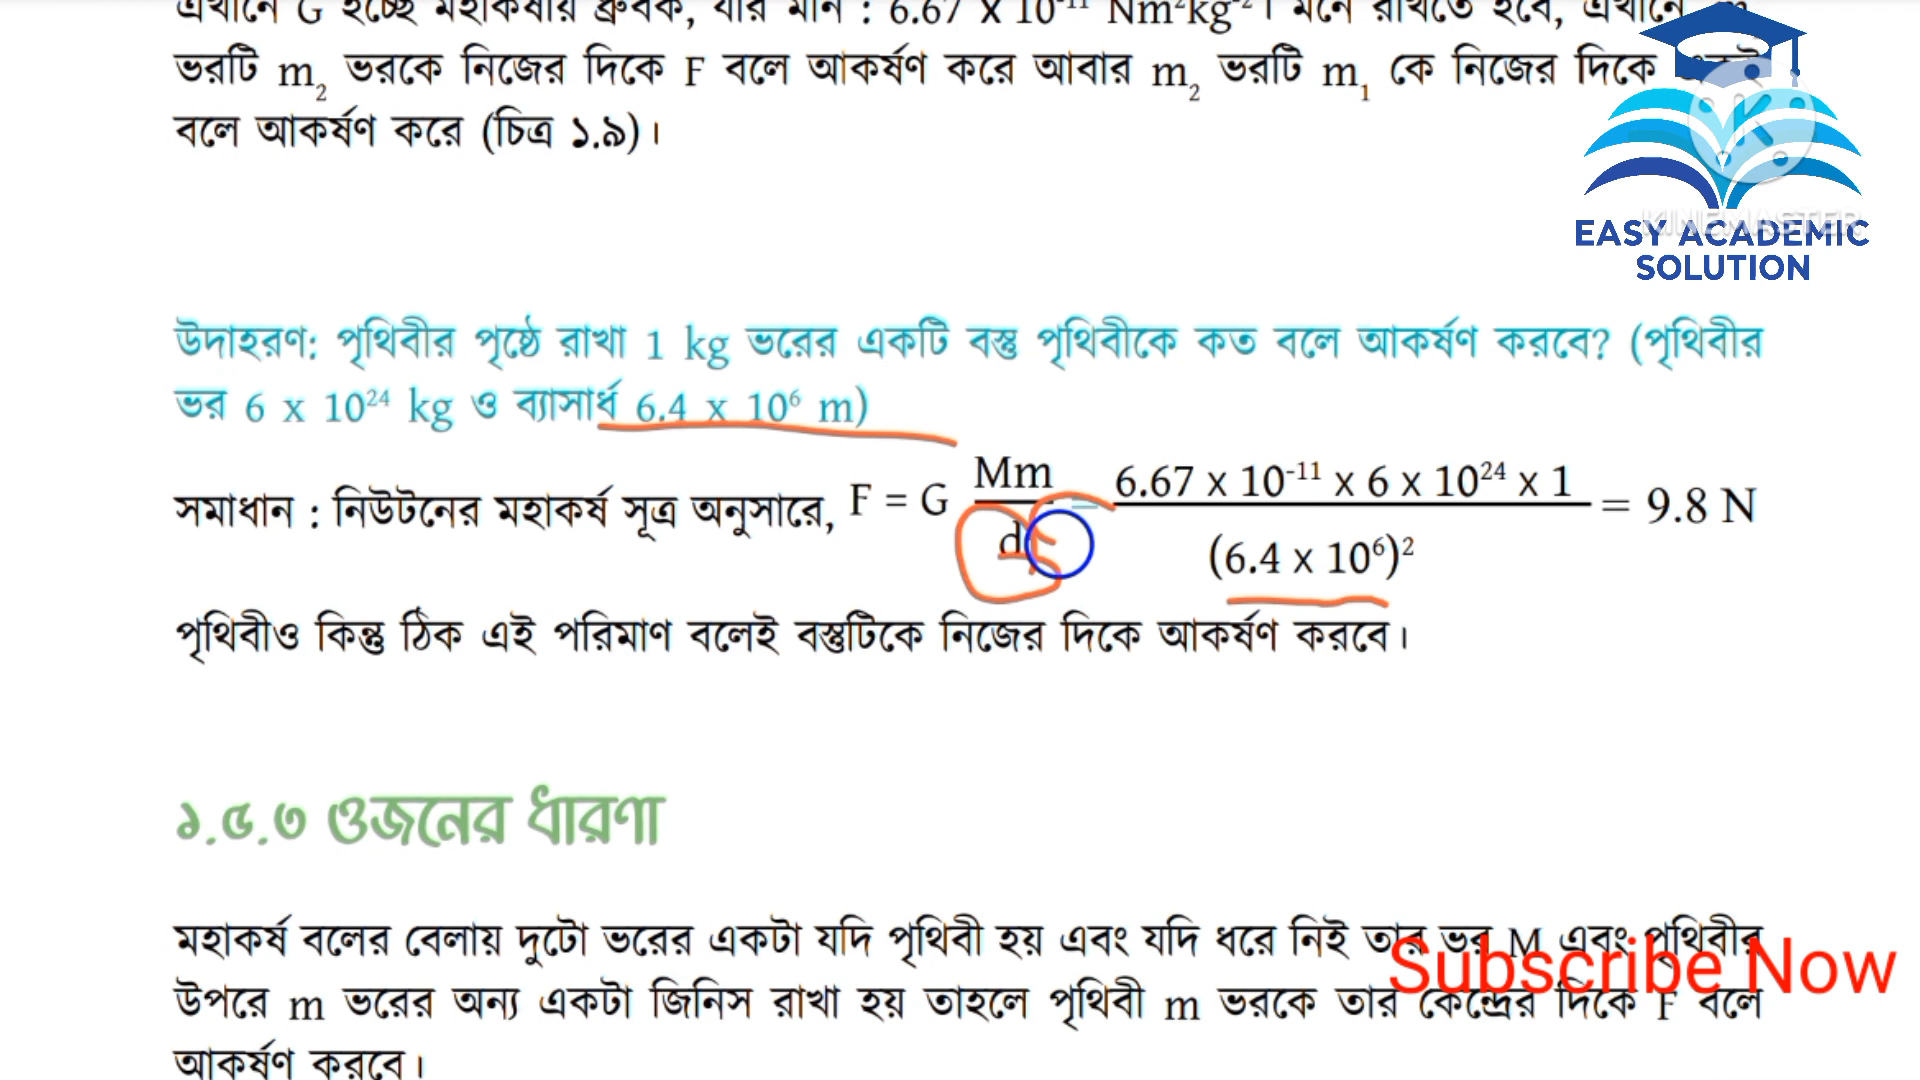 এখানে G হচ্ছে মহাকর্ষীয় ধ্রুবক, যার মান : 6.67 x 10⁻¹¹ Nm²kg⁻²। মনে রাখতে হবে, এখানে m
ভরটি m₂ ভরকে নিজের দিকে F বলে আকর্ষণ করে আবার m₂ ভরটি m₁ কে নিজের দিকে একই
বলে আকর্ষণ করে (চিত্র ১.৯)।
KINEMASTER
EASY ACADEMIC
SOLUTION
উদাহরণ: পৃথিবীর পৃষ্ঠে রাখা 1 kg ভরের একটি বস্তু পৃথিবীকে কত বলে আকর্ষণ করবে? (পৃথিবীর
ভর 6 x 10²⁴ kg ও ব্যাসার্ধ 6.4 x 10⁶ m)
সমাধান : নিউটনের মহাকর্ষ সূত্র অনুসারে, F = G Mm/d = 6.67 x 10⁻¹¹ x 6 x 10²⁴ x 1/(6.4 x 10⁶)² = 9.8 N
পৃথিবীও কিন্তু ঠিক এই পরিমাণ বলেই বস্তুটিকে নিজের দিকে আকর্ষণ করবে।
১.৫.৩ ওজনের ধারণা
মহাকর্ষ বলের বেলায় দুটো ভরের একটা যদি পৃথিবী হয় এবং যদি ধরে নিই তার ভর M এবং পৃথিবীর
উপরে m ভরের অন্য একটা জিনিস রাখা হয় তাহলে পৃথিবী m ভরকে তার কেন্দ্রের দিকে F বলে
আকর্ষণ করবে।
Subscribe Now